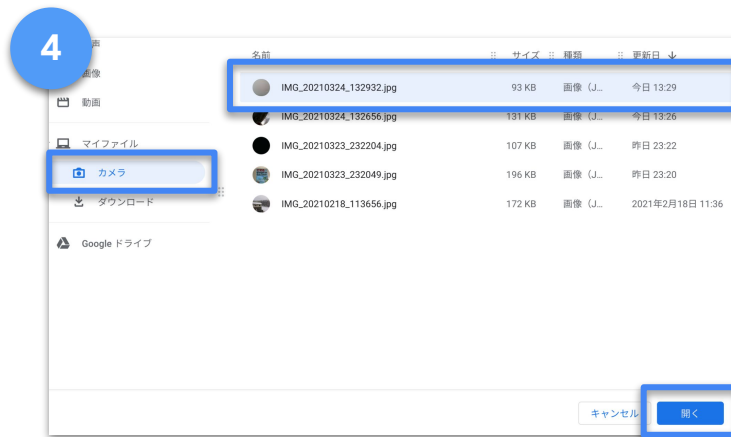 4
声
画像
動画
マイファイル
カメラ
ダウンロード
Google ドライブ
名前 サイズ 種類 更新日
IMG_20210324_132932.jpg 93 KB 画像（J... 今日 13:29
IMG_20210324_132656.jpg 131 KB 画像（J... 今日 13:26
IMG_20210323_232204.jpg 107 KB 画像（J... 昨日 23:22
IMG_20210323_232049.jpg 196 KB 画像（J... 昨日 23:20
IMG_20210218_113656.jpg 172 KB 画像（J... 2021年2月18日 11:36
キャンセル 開く